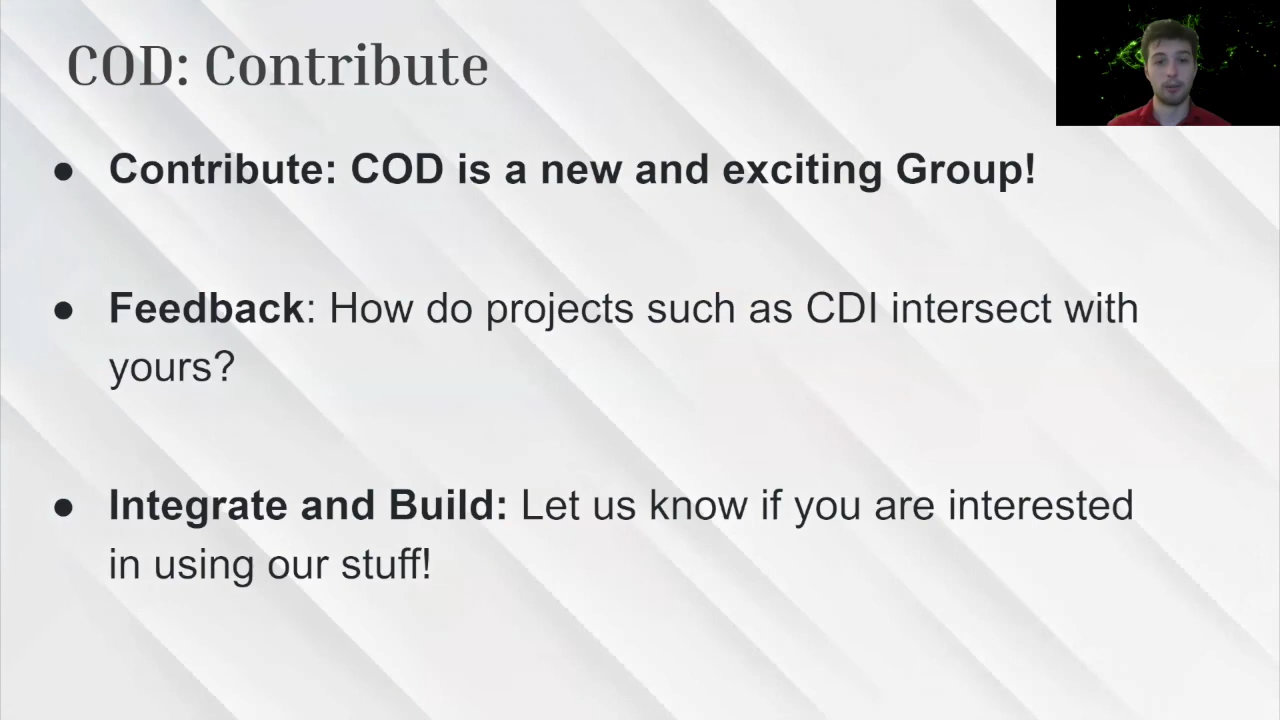 COD: Contribute
● Contribute: COD is a new and exciting Group!
● Feedback: How do projects such as CDI intersect with
yours?
● Integrate and Build: Let us know if you are interested
in using our stuff!